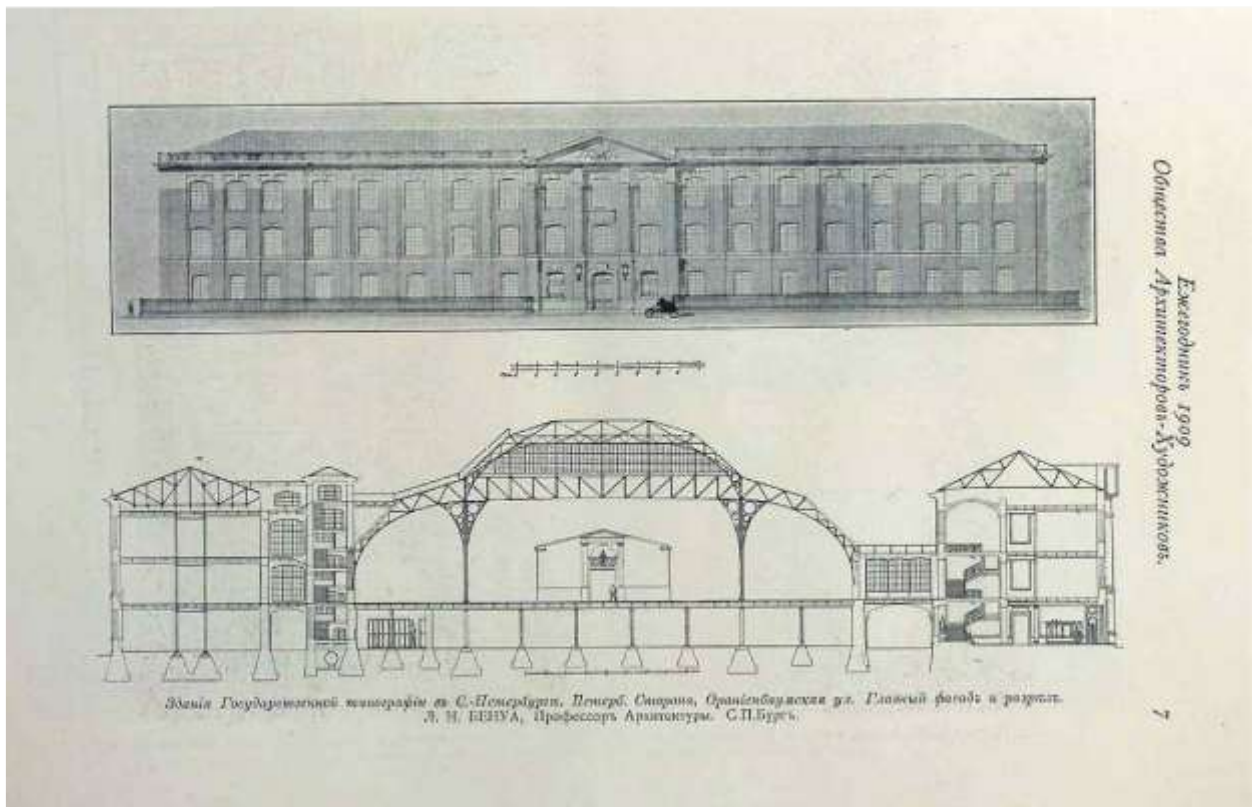 Ежегодникъ 1909
Общества Архитекторовъ-Художниковъ.
Зданія Государственной типографіи въ С.-Петербургѣ. Петерб. Сторона, Ораніенбаумская ул. Главный фасадъ и разрѣзъ.
Л. Н. БЕНУА, Профессоръ Архитектуры. С.П.Бургъ.
7